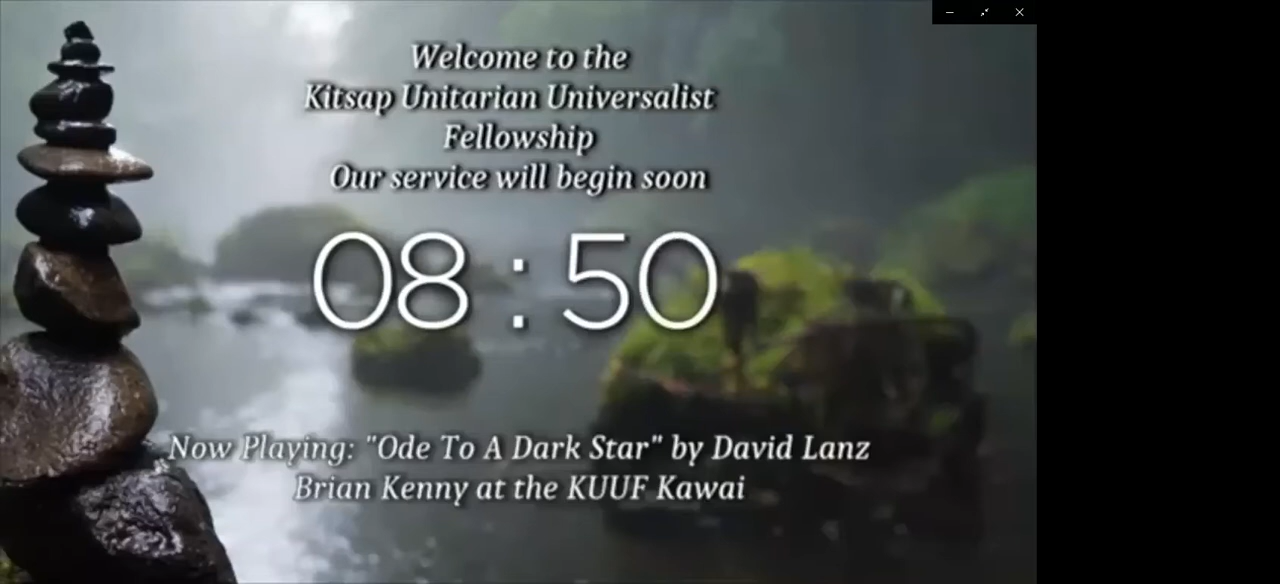 Welcome to the
Kitsap Unitarian Universalist
Fellowship
Our service will begin soon
08 : 50
Now Playing: "Ode To A Dark Star" by David Lanz
Brian Kenny at the KUUF Kawai